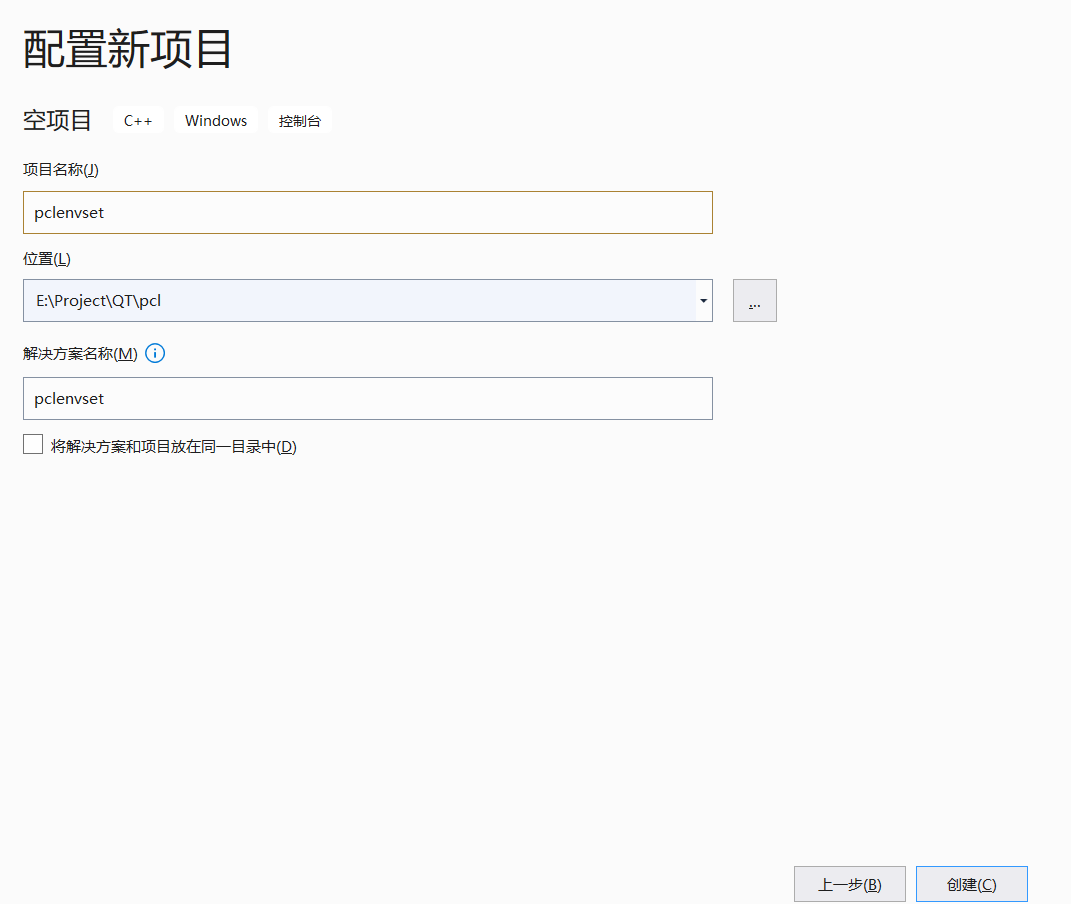 配置新项目
空项目 C++ Windows 控制台
项目名称(J)
pclenvset
位置(L)
E:\Project\QT\pcl
...
解决方案名称(M)
pclenvset
将解决方案和项目放在同一目录中(D)
上一步(B) 创建(C)